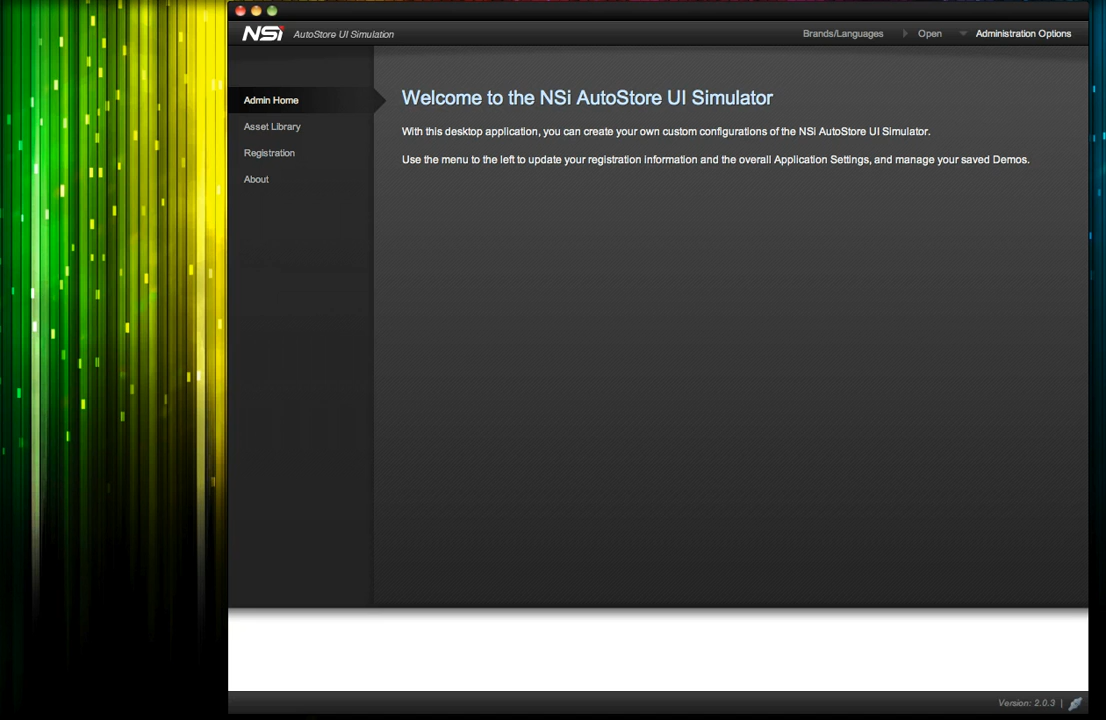 NSi AutoStore UI Simulation
Brands/Languages Open Administration Options
Admin Home
Asset Library
Registration
About
Welcome to the NSi AutoStore UI Simulator
With this desktop application, you can create your own custom configurations of the NSi AutoStore UI Simulator.
Use the menu to the left to update your registration information and the overall Application Settings, and manage your saved Demos.
Version: 2.0.3 |